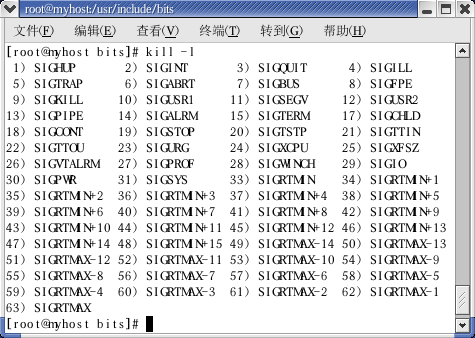 root@myhost:/usr/include/bits
文件(F) 编辑(E) 查看(V) 终端(T) 转到(G) 帮助(H)
[root@myhost bits]# kill -l
1) SIGHUP 2) SIGINT 3) SIGQUIT 4) SIGILL
5) SIGTRAP 6) SIGABRT 7) SIGBUS 8) SIGFPE
9) SIGKILL 10) SIGUSR1 11) SIGSEGV 12) SIGUSR2
13) SIGPIPE 14) SIGALRM 15) SIGTERM 17) SIGCHLD
18) SIGCONT 19) SIGSTOP 20) SIGTSTP 21) SIGTTIN
22) SIGTTOU 23) SIGURG 24) SIGXCPU 25) SIGXFSZ
26) SIGVTALRM 27) SIGPROF 28) SIGWINCH 29) SIGIO
30) SIGPWR 31) SIGSYS 33) SIGRTMIN 34) SIGRTMIN+1
35) SIGRTMIN+2 36) SIGRTMIN+3 37) SIGRTMIN+4 38) SIGRTMIN+5
39) SIGRTMIN+6 40) SIGRTMIN+7 41) SIGRTMIN+8 42) SIGRTMIN+9
43) SIGRTMIN+10 44) SIGRTMIN+11 45) SIGRTMIN+12 46) SIGRTMIN+13
47) SIGRTMIN+14 48) SIGRTMIN+15 49) SIGRTMAX-14 50) SIGRTMAX-13
51) SIGRTMAX-12 52) SIGRTMAX-11 53) SIGRTMAX-10 54) SIGRTMAX-9
55) SIGRTMAX-8 56) SIGRTMAX-7 57) SIGRTMAX-6 58) SIGRTMAX-5
59) SIGRTMAX-4 60) SIGRTMAX-3 61) SIGRTMAX-2 62) SIGRTMAX-1
63) SIGRTMAX
[root@myhost bits]#